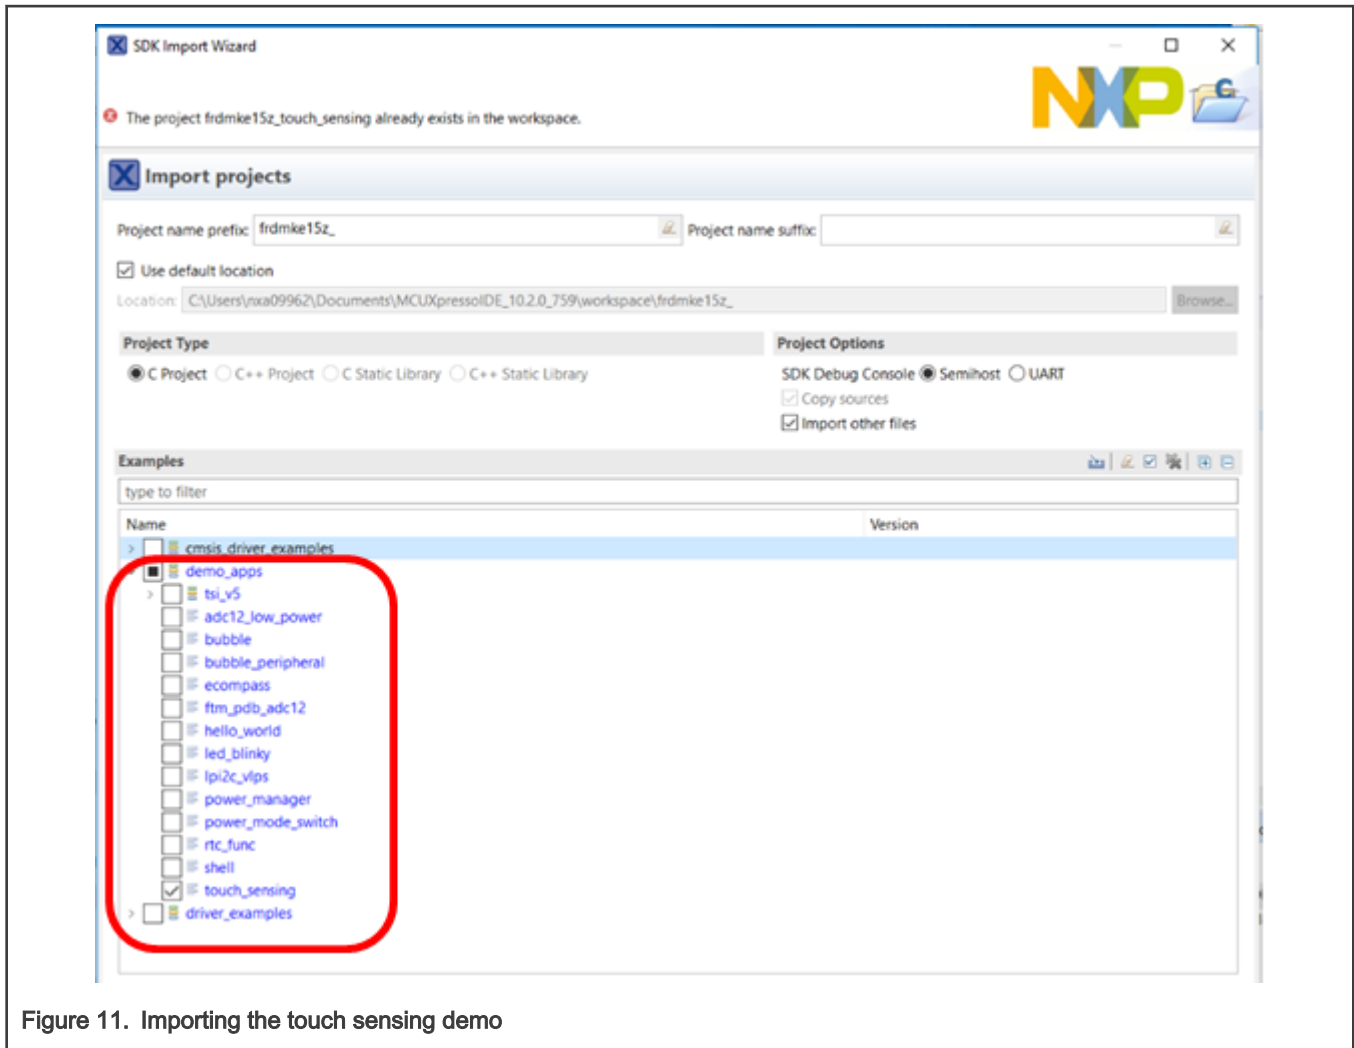 SDK Import Wizard
The project frdmke15z_touch_sensing already exists in the workspace.
NXP
Import projects
Project name prefix: frdmke15z_ Project name suffix:
Use default location
Location: C:\Users\nxa09962\Documents\MCUXpressoIDE_10.2.0_759\workspace\frdmke15z_ Browse...
Project Type Project Options
C Project C++ Project C Static Library C++ Static Library SDK Debug Console Semihost UART
Copy sources
Import other files
Examples
type to filter
Name Version
cmsis_driver_examples
demo_apps
tsi_v5
adc12_low_power
bubble
bubble_peripheral
ecompass
ftm_pdb_adc12
hello_world
led_blinky
lpi2c_vlps
power_manager
power_mode_switch
rtc_func
shell
touch_sensing
driver_examples
Figure 11. Importing the touch sensing demo